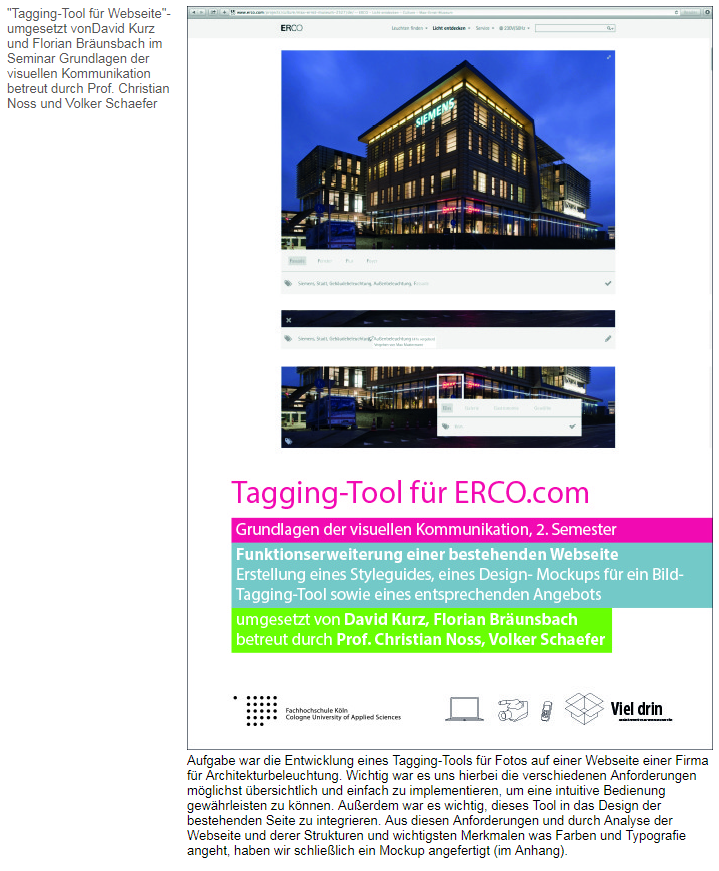 "Tagging-Tool für Webseite"-
umgesetzt vonDavid Kurz
und Florian Bräunsbach im
Seminar Grundlagen der
visuellen Kommunikation
betreut durch Prof. Christian
Noss und Volker Schaefer
ERCO
Leuchten finden Licht entdecken Service 230V/50Hz
SIEMENS
Siemens, Stadt, Gebäudebeleuchtung, Außenbeleuchtung,
Siemens, Stadt, Gebäudebeleuchtung, Außenbeleuchtung
Tagging-Tool für ERCO.com
Grundlagen der visuellen Kommunikation, 2. Semester
Funktionserweiterung einer bestehenden Webseite
Erstellung eines Styleguides, eines Design- Mockups für ein Bild-
Tagging-Tool sowie eines entsprechenden Angebots
umgesetzt von David Kurz, Florian Bräunsbach
betreut durch Prof. Christian Noss, Volker Schaefer
Fachhochschule Köln
Cologne University of Applied Sciences
Viel drin
Aufgabe war die Entwicklung eines Tagging-Tools für Fotos auf einer Webseite einer Firma
für Architekturbeleuchtung. Wichtig war es uns hierbei die verschiedenen Anforderungen
möglichst übersichtlich und einfach zu implementieren, um eine intuitive Bedienung
gewährleisten zu können. Außerdem war es wichtig, dieses Tool in das Design der
bestehenden Seite zu integrieren. Aus diesen Anforderungen und durch Analyse der
Webseite und derer Strukturen und wichtigsten Merkmalen was Farben und Typografie
angeht, haben wir schließlich ein Mockup angefertigt (im Anhang).